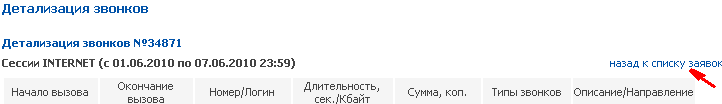 Детализация звонков
Детализация звонков №34871
Сессии INTERNET (с 01.06.2010 по 07.06.2010 23:59)
назад к списку заявок
Начало вызова
Окончание
вызова
Номер/Логин
Длительность,
сек./Кбайт
Сумма, коп.
Типы звонков
Описание/Направление